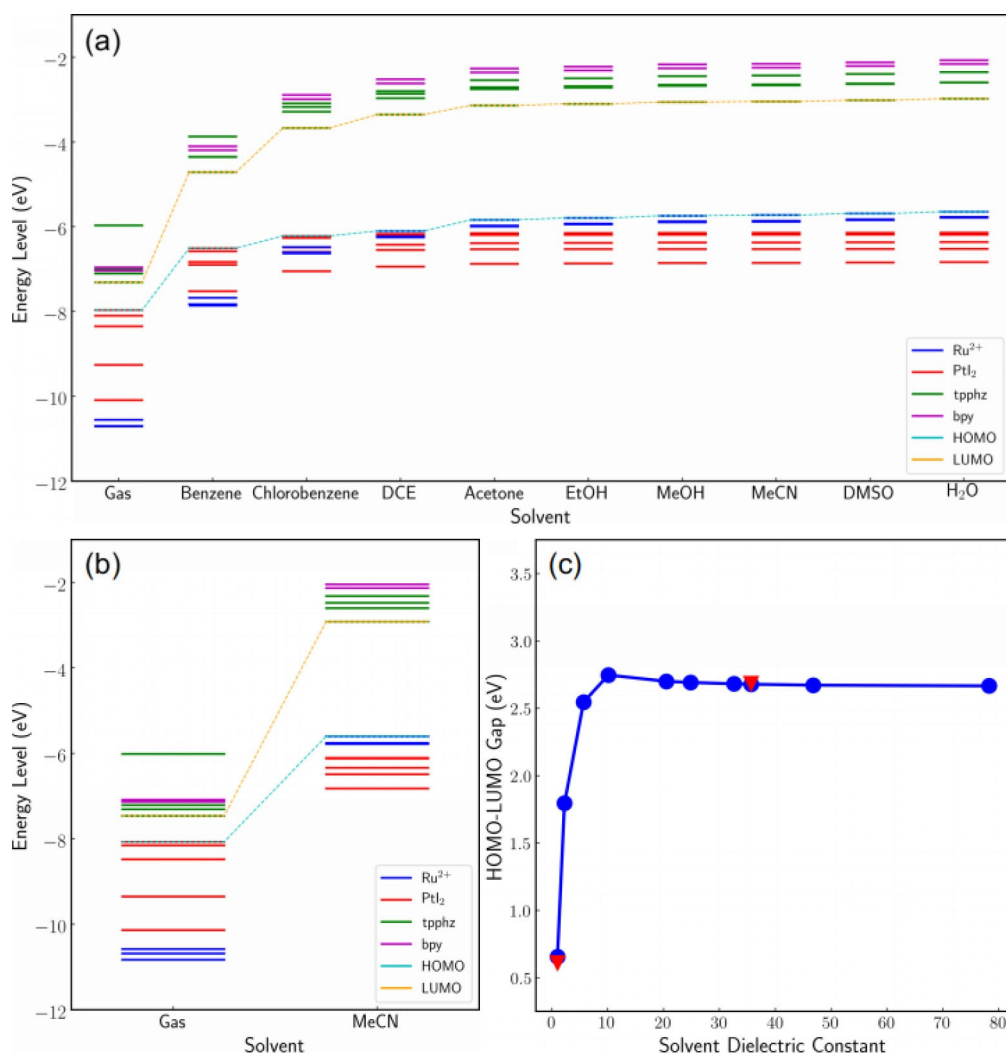 (a)
Energy Level (eV)
−2
−4
−6
−8
−10
−12
Ru²⁺
PtI₂
tpphz
bpy
HOMO
LUMO
Gas Benzene Chlorobenzene DCE Acetone EtOH MeOH MeCN DMSO H₂O
Solvent
(b)
Energy Level (eV)
−2
−4
−6
−8
−10
−12
Ru²⁺
PtI₂
tpphz
bpy
HOMO
LUMO
Gas MeCN
Solvent
(c)
HOMO-LUMO Gap (eV)
3.5
3.0
2.5
2.0
1.5
1.0
0.5
0 10 20 30 40 50 60 70 80
Solvent Dielectric Constant